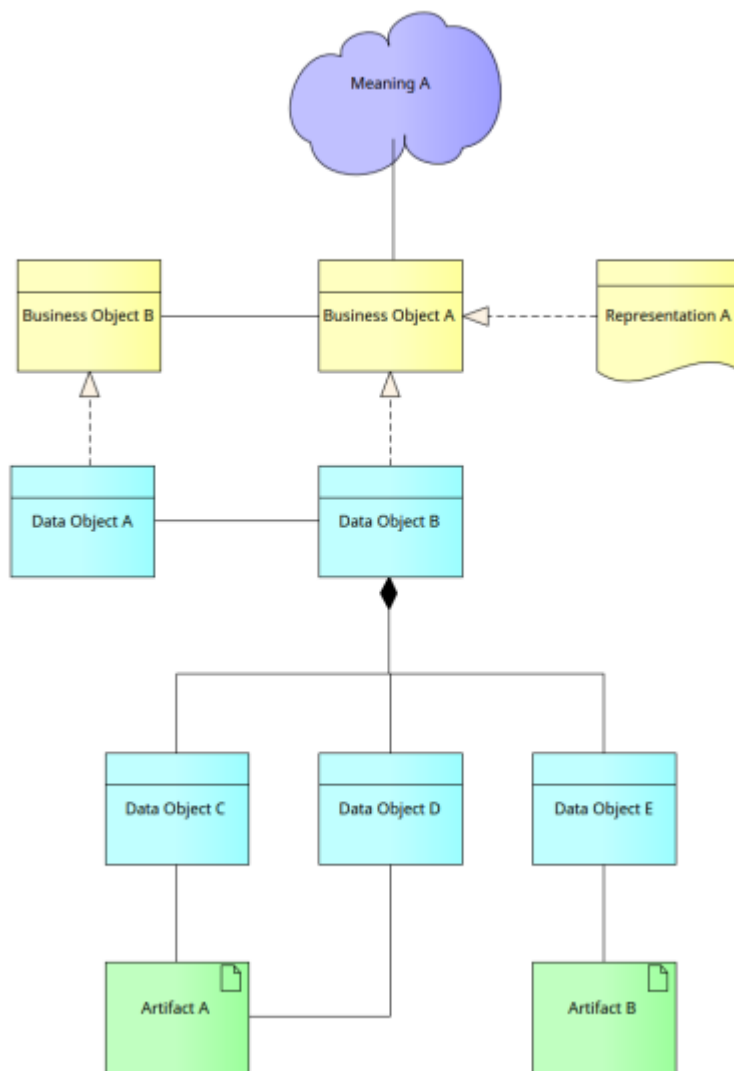 Meaning A
Business Object B
Business Object A
Representation A
Data Object A
Data Object B
Data Object C
Data Object D
Data Object E
Artifact A
Artifact B